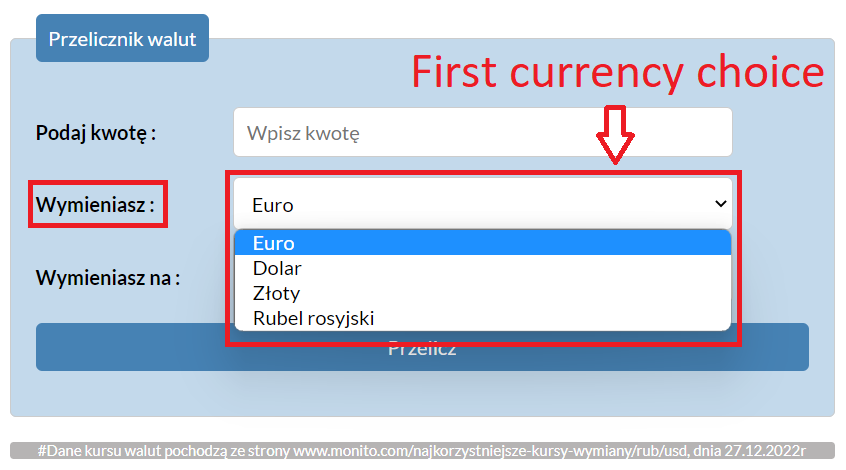 Przelicznik walut
First currency choice
Podaj kwotę :
Wpisz kwotę
Wymieniasz :
Euro
Euro
Dolar
Złoty
Rubel rosyjski
Wymieniasz na :
Przelicz
#Dane kursu walut pochodzą ze strony www.monito.com/najkorzystniejsze-kursy-wymiany/rub/usd, dnia 27.12.2022r